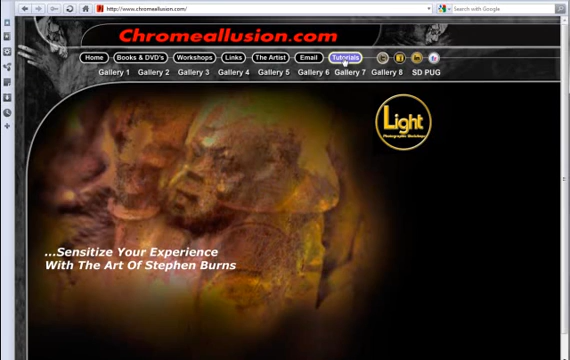 http://www.chromeallusion.com/
Search with Google
Chromeallusion.com
Home Books & DVD's Workshops Links The Artist Email Tutorials
Gallery 1 Gallery 2 Gallery 3 Gallery 4 Gallery 5 Gallery 6 Gallery 7 Gallery 8 SD PUG
Light
Photographic Workshops
...Sensitize Your Experience
With The Art Of Stephen Burns